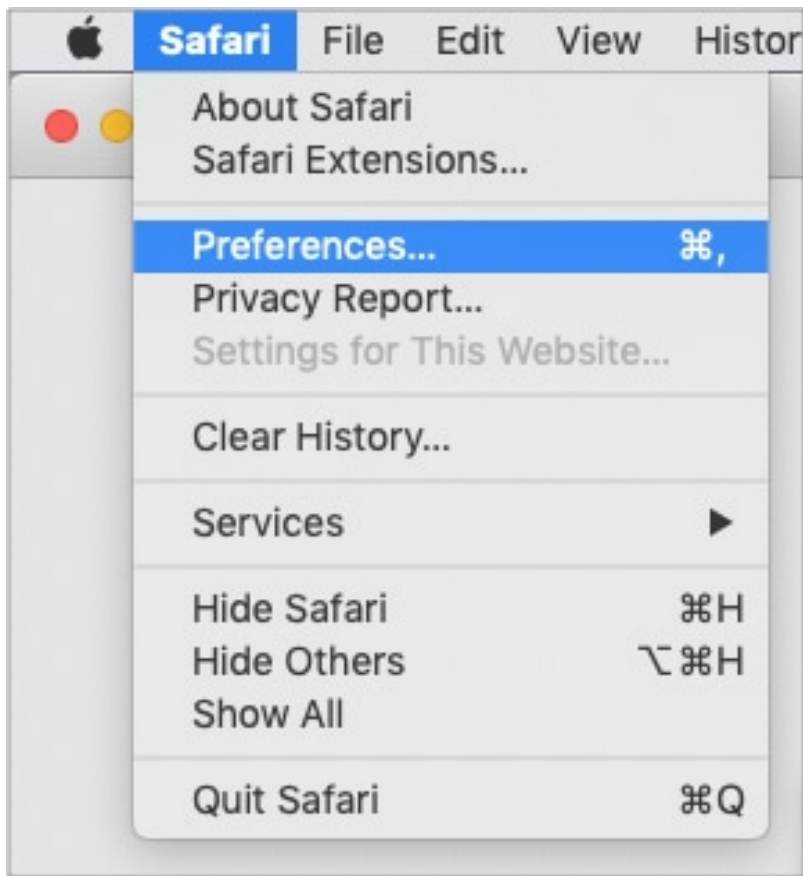 Safari File Edit View Histor
About Safari
Safari Extensions...
Preferences... ⌘,
Privacy Report...
Settings for This Website...
Clear History...
Services ▶
Hide Safari ⌘H
Hide Others ⌥⌘H
Show All
Quit Safari ⌘Q